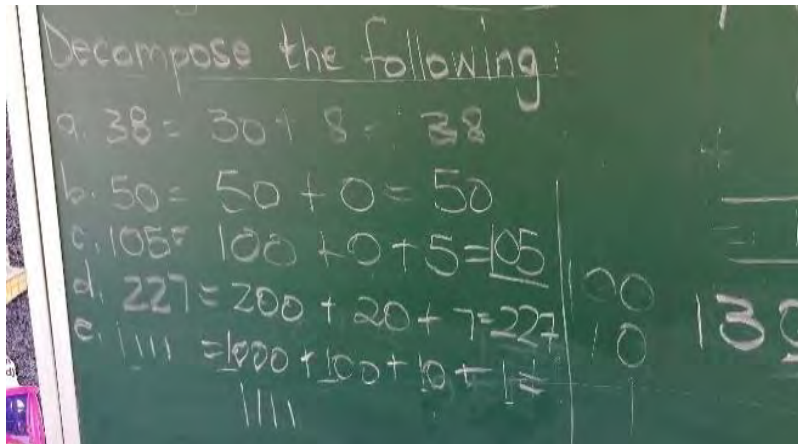 Decompose the following:
a. 38 = 30 + 8 = 38
b. 50 = 50 + 0 = 50
c. 105 = 100 + 0 + 5 = 105
d. 227 = 200 + 20 + 7 = 227
e. 1111 = 1000 + 100 + 10 + 1 =
1111
100
10
1
+
=